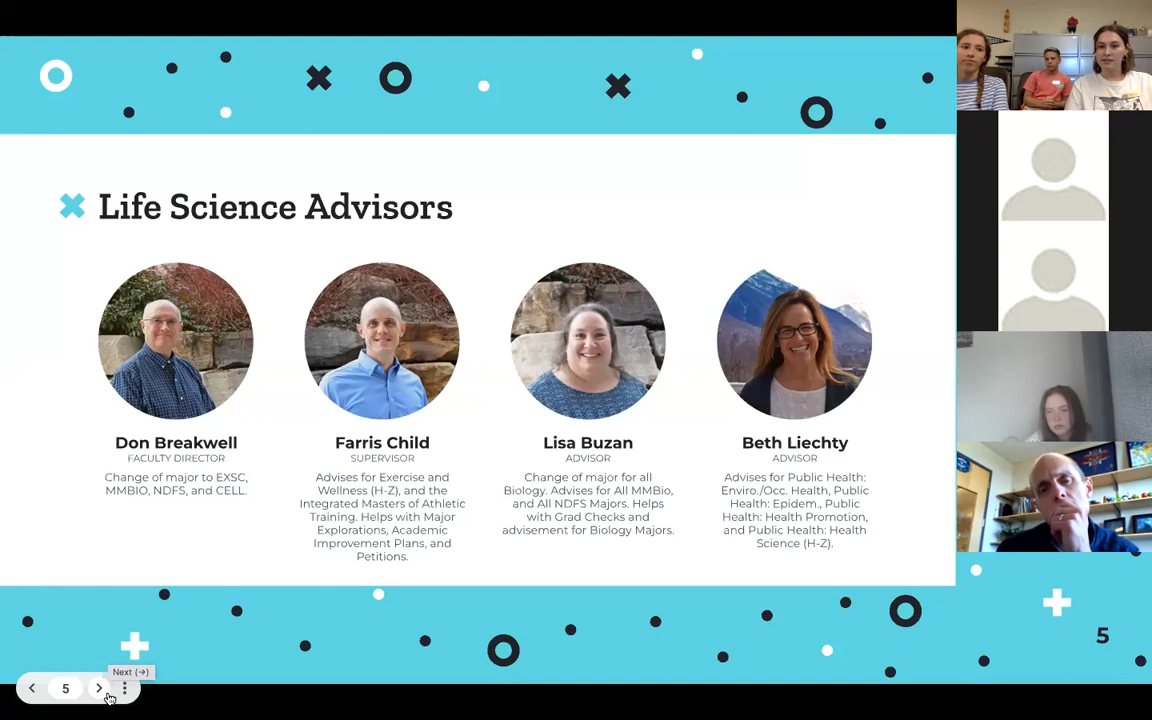 Life Science Advisors
Don Breakwell
FACULTY DIRECTOR
Change of major to EXSC,
MMBIO, NDFS, and CELL.
Farris Child
SUPERVISOR
Advises for Exercise and
Wellness (H-Z), and the
Integrated Masters of Athletic
Training. Helps with Major
Explorations, Academic
Improvement Plans, and
Petitions.
Lisa Buzan
ADVISOR
Change of major for all
Biology. Advises for All MMBio,
and All NDFS Majors. Helps
with Grad Checks and
advisement for Biology Majors.
Beth Liechty
ADVISOR
Advises for Public Health:
Enviro./Occ. Health, Public
Health: Epidem., Public
Health: Health Promotion,
and Public Health: Health
Science (H-Z).
5
Next (→)
5